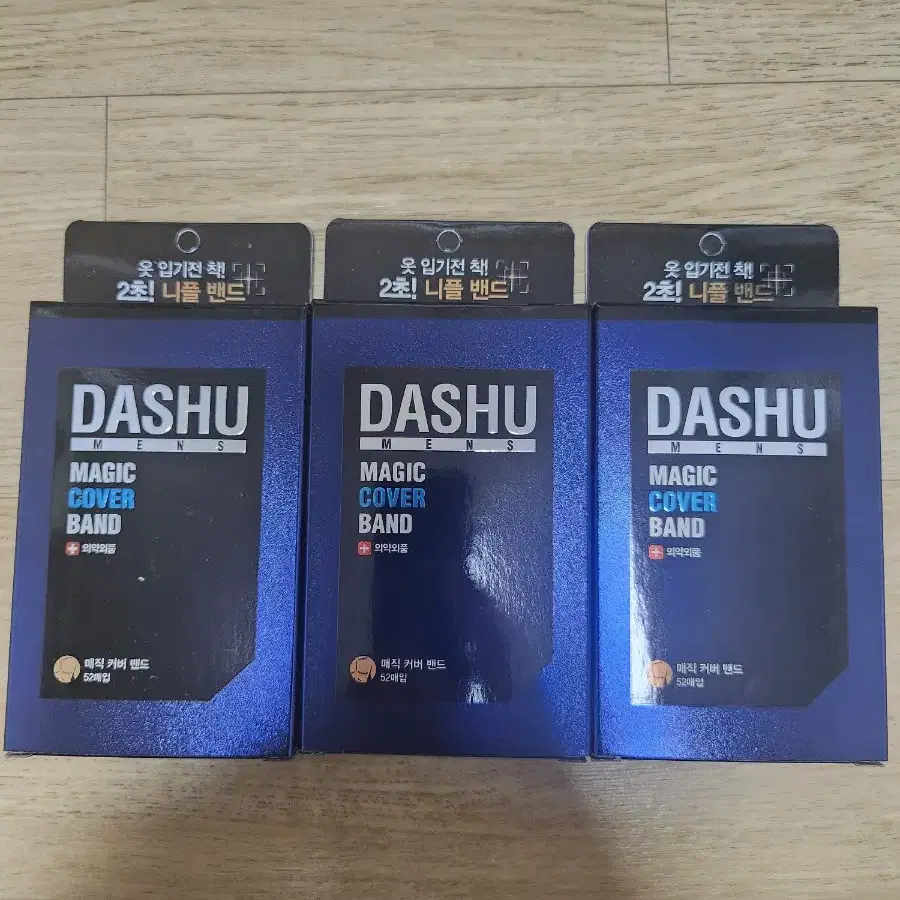 옷 입기전 착!
2초! 니플 밴드
DASHU
MENS
MAGIC
COVER
BAND
의약외품
매직 커버 밴드
52매입
옷 입기전 착!
2초! 니플 밴드
DASHU
MENS
MAGIC
COVER
BAND
의약외품
매직 커버 밴드
52매입
옷 입기전 착!
2초! 니플 밴드
DASHU
MENS
MAGIC
COVER
BAND
의약외품
매직 커버 밴드
52매입